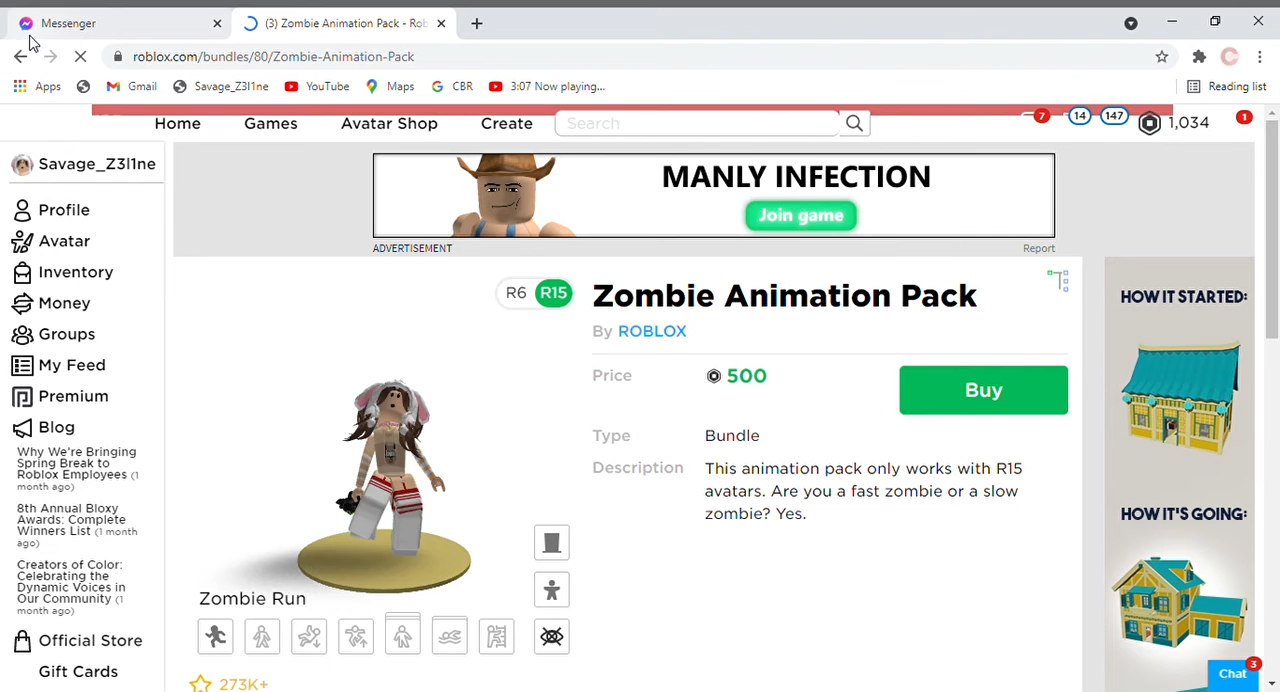 Messenger
(3) Zombie Animation Pack - Rob
roblox.com/bundles/80/Zombie-Animation-Pack
Apps Gmail Savage_Z3l1ne YouTube Maps CBR 3:07 Now playing... Reading list
Home Games Avatar Shop Create Search 7 14 147 1,034 1
Savage_Z3l1ne
Profile
Avatar
Inventory
Money
Groups
My Feed
Premium
Blog
Why We're Bringing
Spring Break to
Roblox Employees (1
month ago)
8th Annual Bloxy
Awards: Complete
Winners List (1 month
ago)
Creators of Color:
Celebrating the
Dynamic Voices in
Our Community (1
month ago)
Official Store
Gift Cards
MANLY INFECTION
Join game
ADVERTISEMENT Report
R6 R15
Zombie Animation Pack
By ROBLOX
Price 500
Buy
Type Bundle
Description This animation pack only works with R15
avatars. Are you a fast zombie or a slow
zombie? Yes.
Zombie Run
273K+
HOW IT STARTED:
HOW IT'S GOING:
Chat 3